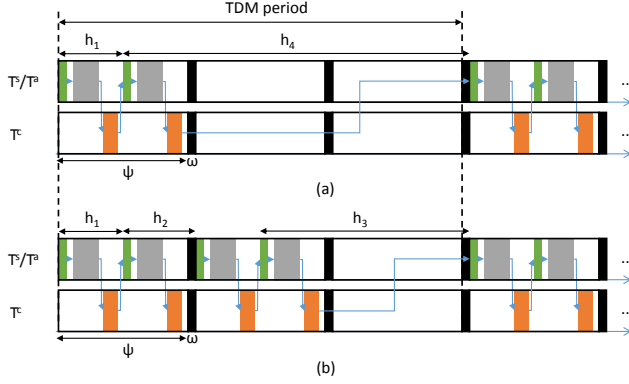 TDM period
h₁ h₄
Tˢ/Tᵃ
..
Tᶜ
..
ψ ω
(a)
h₁ h₂ h₃
Tˢ/Tᵃ
..
Tᶜ
..
ψ ω
(b)